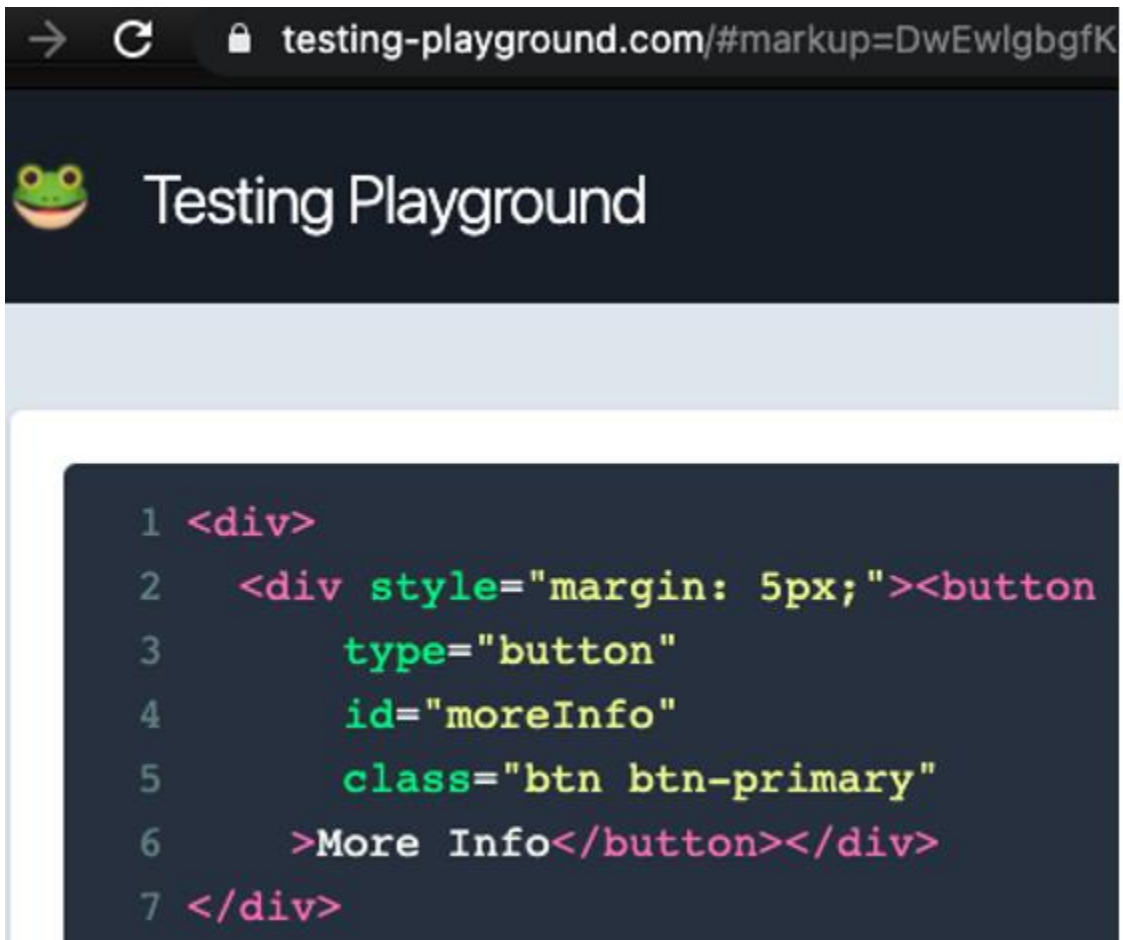 testing-playground.com/#markup=DwEwlgbgfK
Testing Playground
1 <div>
2   <div style="margin: 5px;"><button
3       type="button"
4       id="moreInfo"
5       class="btn btn-primary"
6     >More Info</button></div>
7 </div>